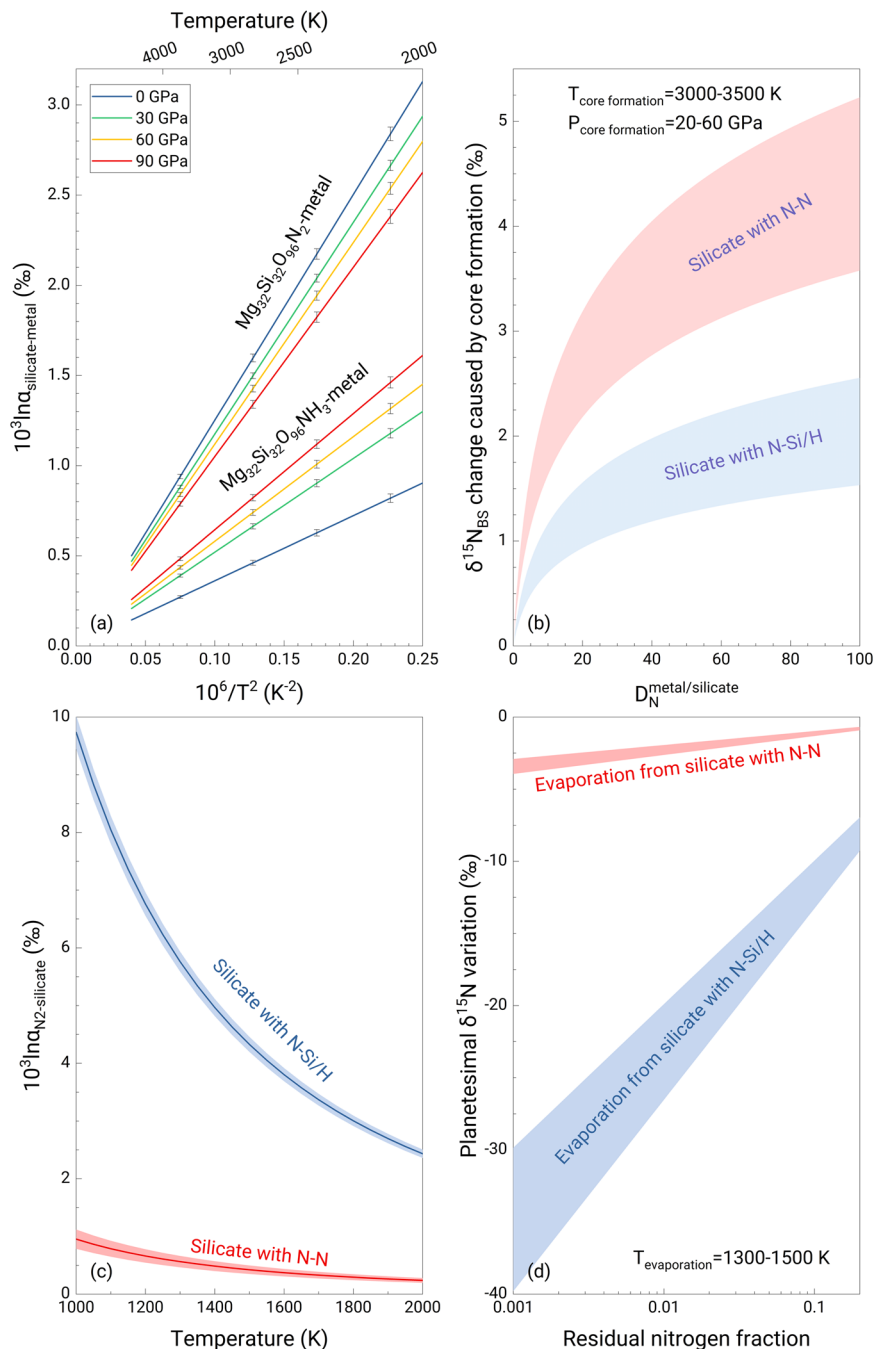 Temperature (K)
4000 3000 2500 2000
0 GPa
30 GPa
60 GPa
90 GPa
Mg₃₂Si₃₂O₉₆N₂-metal
Mg₃₂Si₃₂O₉₆NH₃-metal
3.0
2.5
2.0
1.5
1.0
0.5
0.0
10³lnα_silicate-metal (‰)
(a)
0.00 0.05 0.10 0.15 0.20 0.25
10⁶/T² (K⁻²)
T_core formation=3000-3500 K
P_core formation=20-60 GPa
Silicate with N-N
Silicate with N-Si/H
5
4
3
2
1
0
δ¹⁵N_BS change caused by core formation (‰)
(b)
0 20 40 60 80 100
D_N^metal/silicate
10
8
6
4
2
0
10³lnα_N2-silicate (‰)
Silicate with N-Si/H
Silicate with N-N
(c)
1000 1200 1400 1600 1800 2000
Temperature (K)
0
-10
-20
-30
-40
Planetesimal δ¹⁵N variation (‰)
Evaporation from silicate with N-N
Evaporation from silicate with N-Si/H
T_evaporation=1300-1500 K
(d)
0.001 0.01 0.1
Residual nitrogen fraction